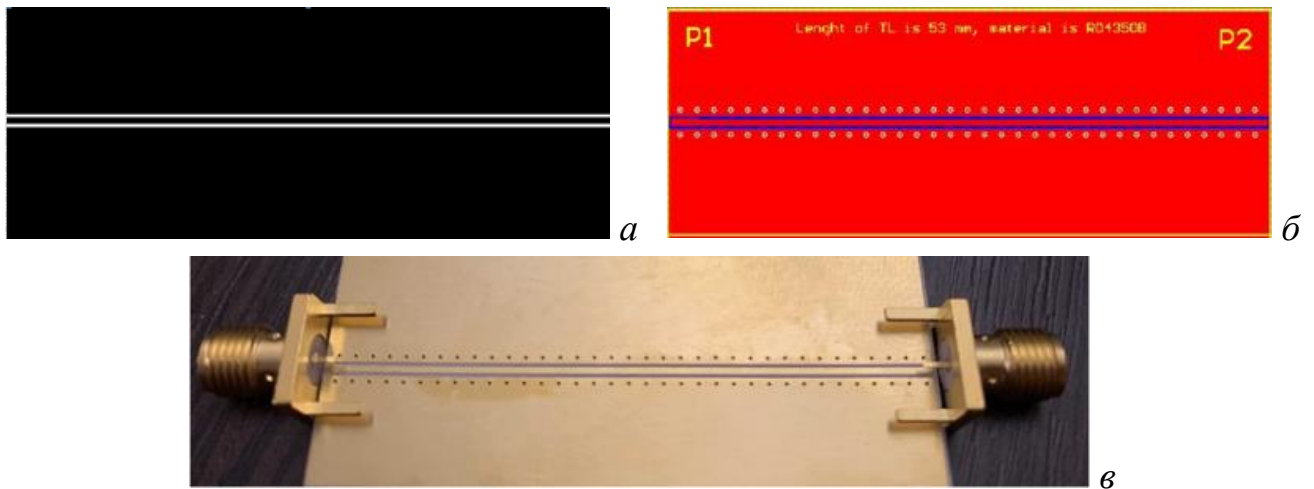 P1 Lenght of TL is 53 mm, material is RO4350B P2
а
б
в